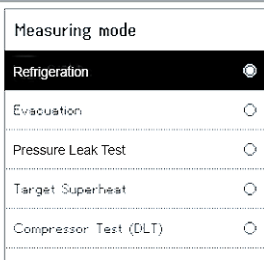 Measuring mode
Refrigeration
Evacuation
Pressure Leak Test
Target Superheat
Compressor Test (DLT)